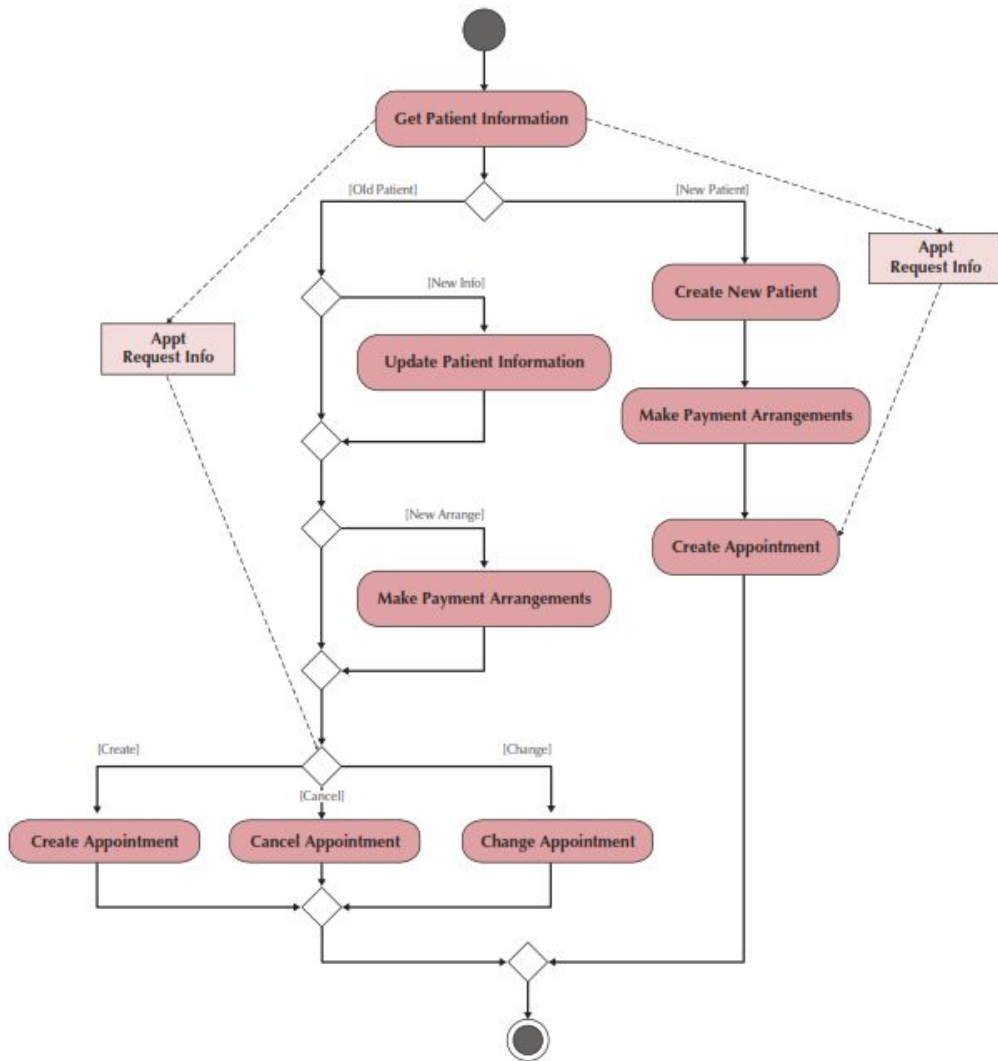 Get Patient Information
[Old Patient]
[New Patient]
Appt
Request Info
[New Info]
Create New Patient
Appt
Request Info
Update Patient Information
Make Payment Arrangements
[New Arrange]
Create Appointment
Make Payment Arrangements
[Create]
[Change]
[Cancel]
Create Appointment
Cancel Appointment
Change Appointment